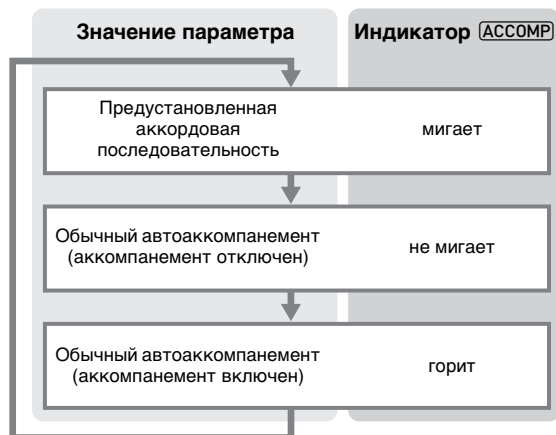 Значение параметра
Индикатор ACCOMP
Предустановленная
аккордовая
последовательность
мигает
Обычный автоаккомпанемент
(аккомпанемент отключен)
не мигает
Обычный автоаккомпанемент
(аккомпанемент включен)
горит